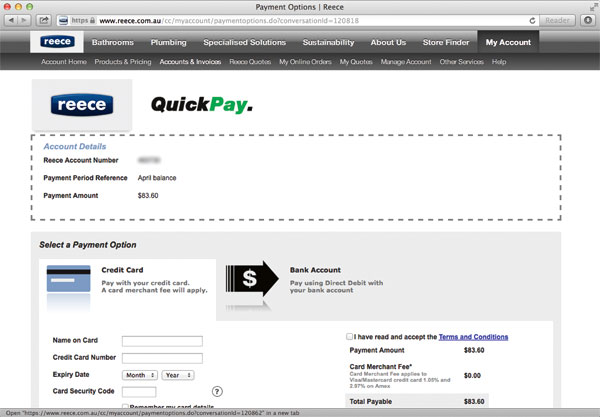 Payment Options | Reece
https www.reece.com.au/cc/myaccount/paymentoptions.do?conversationId=120818
Reader
reece
Bathrooms Plumbing Specialised Solutions Sustainability About Us Store Finder My Account
Account Home Products & Pricing Accounts & Invoices Reece Quotes My Online Orders My Quotes Manage Account Other Services Help
reece QuickPay.
Account Details
Reece Account Number
Payment Period Reference April balance
Payment Amount $83.60
Select a Payment Option
Credit Card
Pay with your credit card.
A card merchant fee will apply.
$
Bank Account
Pay using Direct Debit with
your bank account
Name on Card
Credit Card Number
Expiry Date Month Year
Card Security Code ?
Remember my card details
I have read and accept the Terms and Conditions
Payment Amount $83.60
Card Merchant Fee* $0.00
Card Merchant Fee applies to
Visa/Mastercard credit card 1.05% and
2.97% on Amex
Total Payable $83.60
Open "https://www.reece.com.au/cc/myaccount/paymentoptions.do?conversationId=120862" in a new tab